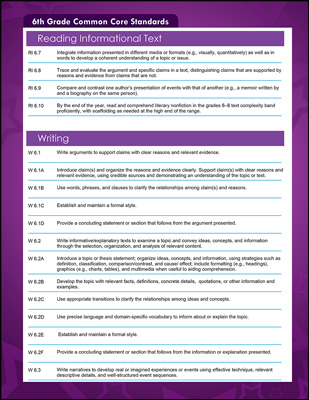 6th Grade Common Core Standards
Reading Informational Text
RI 6.7 Integrate information presented in different media or formats (e.g., visually, quantitatively) as well as in
words to develop a coherent understanding of a topic or issue.
RI 6.8 Trace and evaluate the argument and specific claims in a text, distinguishing claims that are supported by
reasons and evidence from claims that are not.
RI 6.9 Compare and contrast one author's presentation of events with that of another (e.g., a memoir written by
and a biography on the same person).
RI 6.10 By the end of the year, read and comprehend literary nonfiction in the grades 6–8 text complexity band
proficiently, with scaffolding as needed at the high end of the range.
Writing
W 6.1 Write arguments to support claims with clear reasons and relevant evidence.
W 6.1A Introduce claim(s) and organize the reasons and evidence clearly. Support claim(s) with clear reasons and
relevant evidence, using credible sources and demonstrating an understanding of the topic or text.
W 6.1B Use words, phrases, and clauses to clarify the relationships among claim(s) and reasons.
W 6.1C Establish and maintain a formal style.
W 6.1D Provide a concluding statement or section that follows from the argument presented.
W 6.2 Write informative/explanatory texts to examine a topic and convey ideas, concepts, and information
through the selection, organization, and analysis of relevant content.
W 6.2A Introduce a topic or thesis statement; organize ideas, concepts, and information, using strategies such as
definition, classification, comparison/contrast, and cause/ effect; include formatting (e.g., headings),
graphics (e.g., charts, tables), and multimedia when useful to aiding comprehension.
W 6.2B Develop the topic with relevant facts, definitions, concrete details, quotations, or other information and
examples.
W 6.2C Use appropriate transitions to clarify the relationships among ideas and concepts.
W 6.2D Use precise language and domain-specific vocabulary to inform about or explain the topic.
W 6.2E Establish and maintain a formal style.
W 6.2F Provide a concluding statement or section that follows from the information or explanation presented.
W 6.3 Write narratives to develop real or imagined experiences or events using effective technique, relevant
descriptive details, and well-structured event sequences.